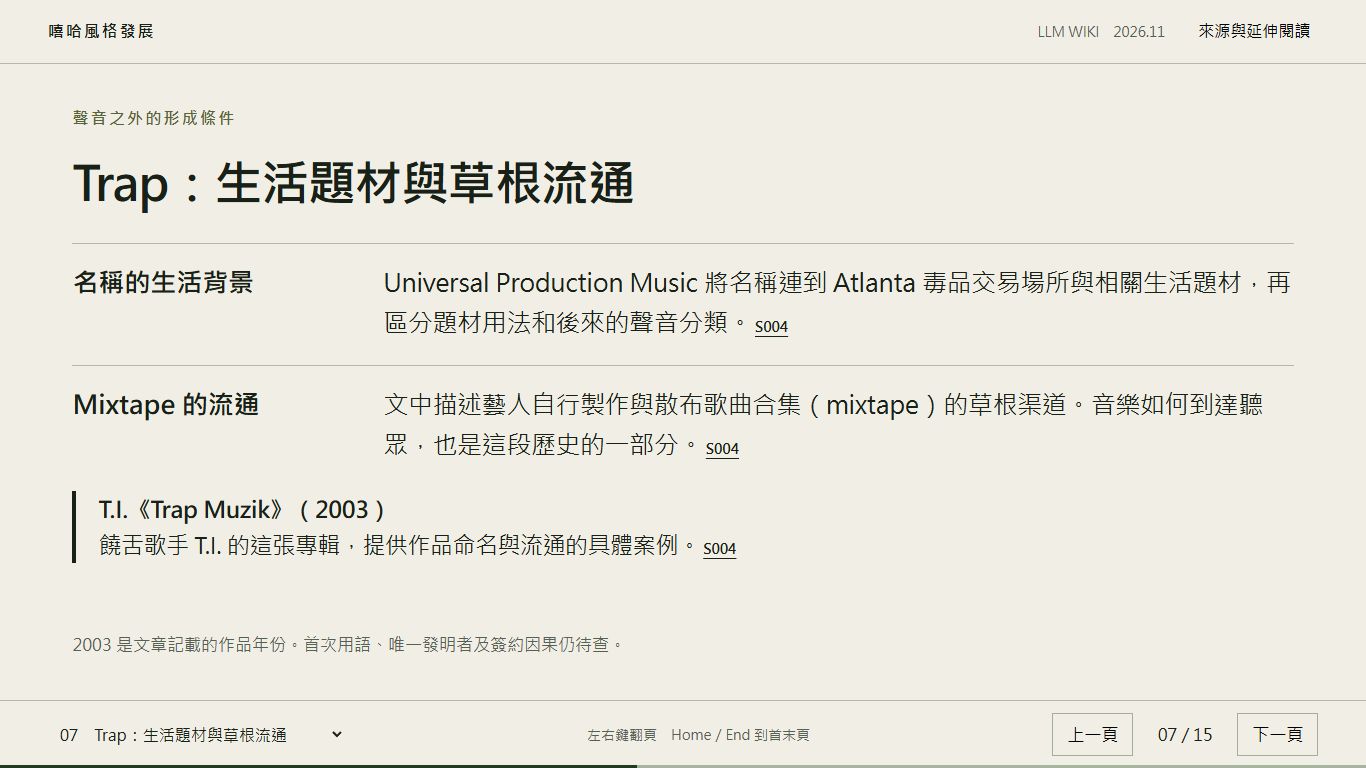 嘻哈風格發展
LLM WIKI 2026.11 來源與延伸閱讀
聲音之外的形成條件
Trap：生活題材與草根流通
名稱的生活背景
Universal Production Music 將名稱連到 Atlanta 毒品交易場所與相關生活題材，再
區分題材用法和後來的聲音分類。 S004
Mixtape 的流通
文中描述藝人自行製作與散布歌曲合集（mixtape）的草根渠道。音樂如何到達聽
眾，也是這段歷史的一部分。 S004
T.I.《Trap Muzik》（2003）
饒舌歌手 T.I. 的這張專輯，提供作品命名與流通的具體案例。 S004
2003 是文章記載的作品年份。首次用語、唯一發明者及簽約因果仍待查。
07 Trap：生活題材與草根流通
左右鍵翻頁 Home / End 到首末頁
上一頁 07 / 15 下一頁